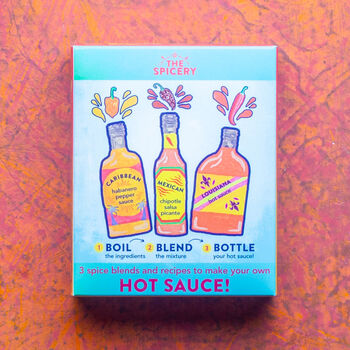 THE
SPICERY
CARIBBEAN
habanero
pepper
sauce
MEXICAN
chipotle
salsa
picante
LOUISIANA
hot sauce
1 BOIL
the ingredients
2 BLEND
the mixture
3 BOTTLE
your hot sauce!
3 spice blends and recipes to make your own
HOT SAUCE!